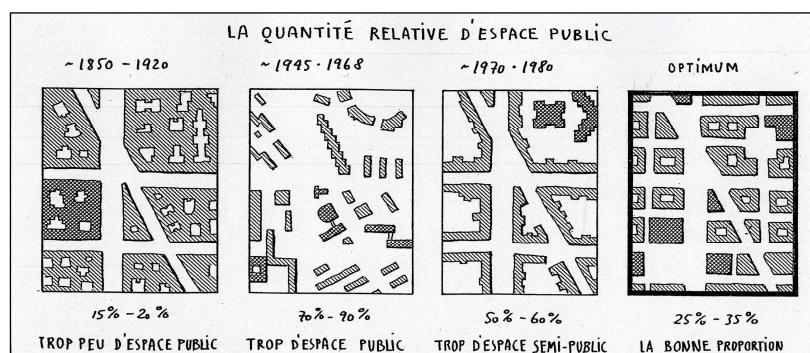 LA QUANTITÉ RELATIVE D'ESPACE PUBLIC
~1850 - 1920
~1945 · 1968
~1970 · 1980
OPTIMUM
15% - 20%
70% - 90%
50% - 60%
25% - 35%
TROP PEU D'ESPACE PUBLIC
TROP D'ESPACE PUBLIC
TROP D'ESPACE SEMI-PUBLIC
LA BONNE PROPORTION